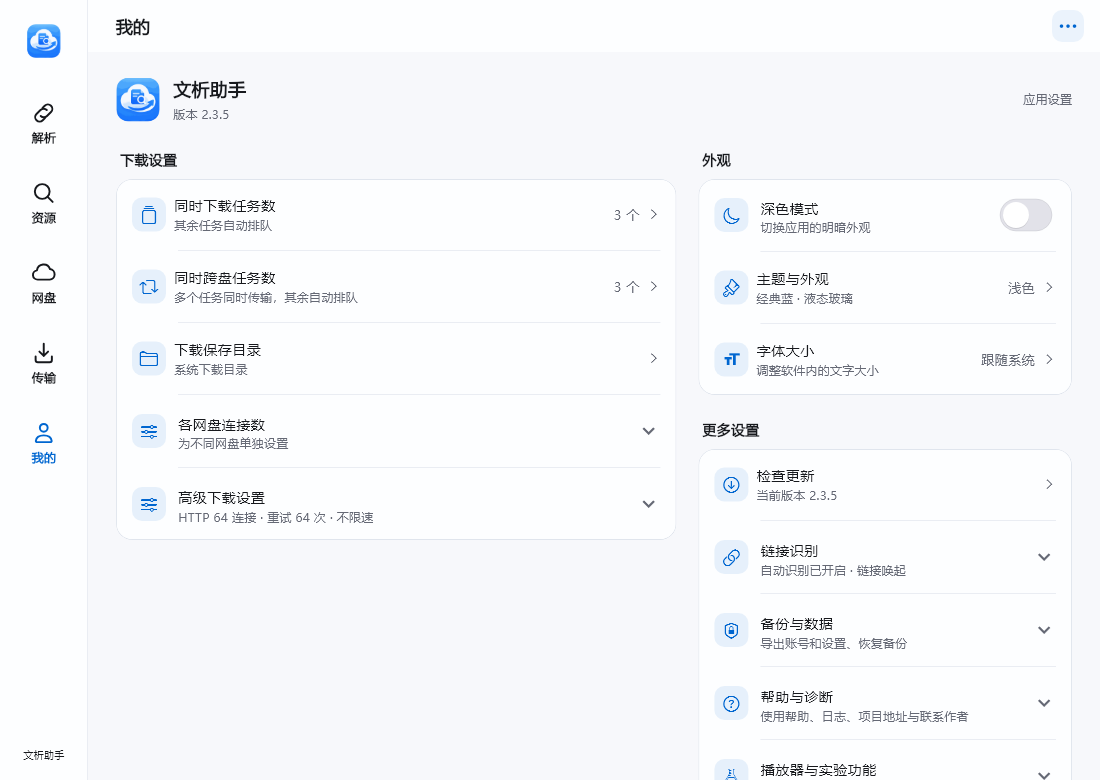 我的
解析
资源
网盘
传输
我的
文析助手
文析助手
版本 2.3.5
应用设置
下载设置
同时下载任务数
其余任务自动排队
3 个
同时跨盘任务数
多个任务同时传输，其余自动排队
3 个
下载保存目录
系统下载目录
各网盘连接数
为不同网盘单独设置
高级下载设置
HTTP 64 连接 · 重试 64 次 · 不限速
外观
深色模式
切换应用的明暗外观
主题与外观
经典蓝 · 液态玻璃
浅色
字体大小
调整软件内的文字大小
跟随系统
更多设置
检查更新
当前版本 2.3.5
链接识别
自动识别已开启 · 链接唤起
备份与数据
导出账号和设置、恢复备份
帮助与诊断
使用帮助、日志、项目地址与联系作者
播放器与实验功能